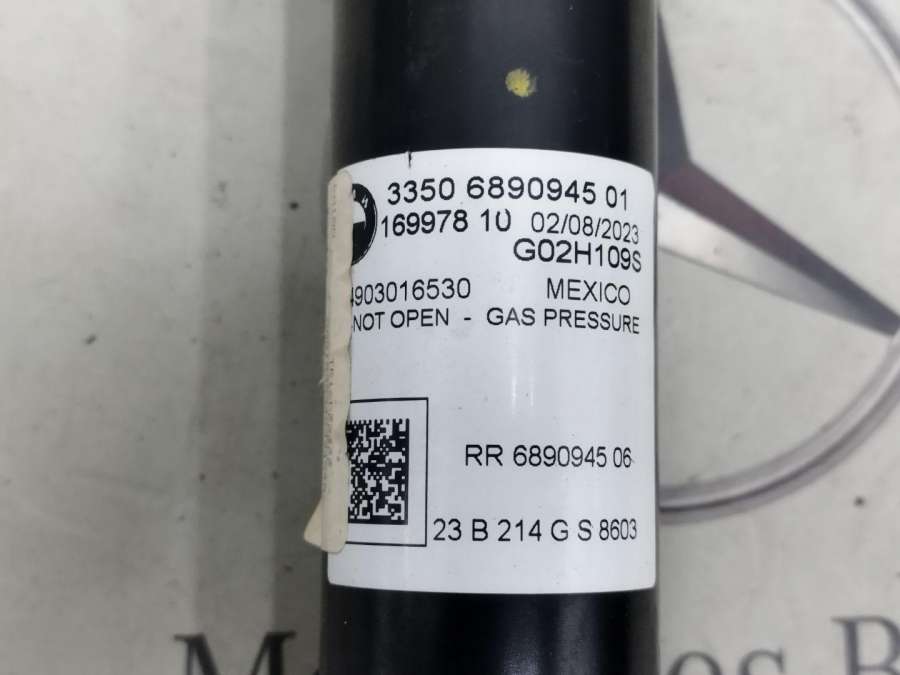 3350 6890945 01
169978 10 02/08/2023
G02H109S
4903016530 MEXICO
NOT OPEN - GAS PRESSURE
RR 6890945 06
23 B 214 G S 8603